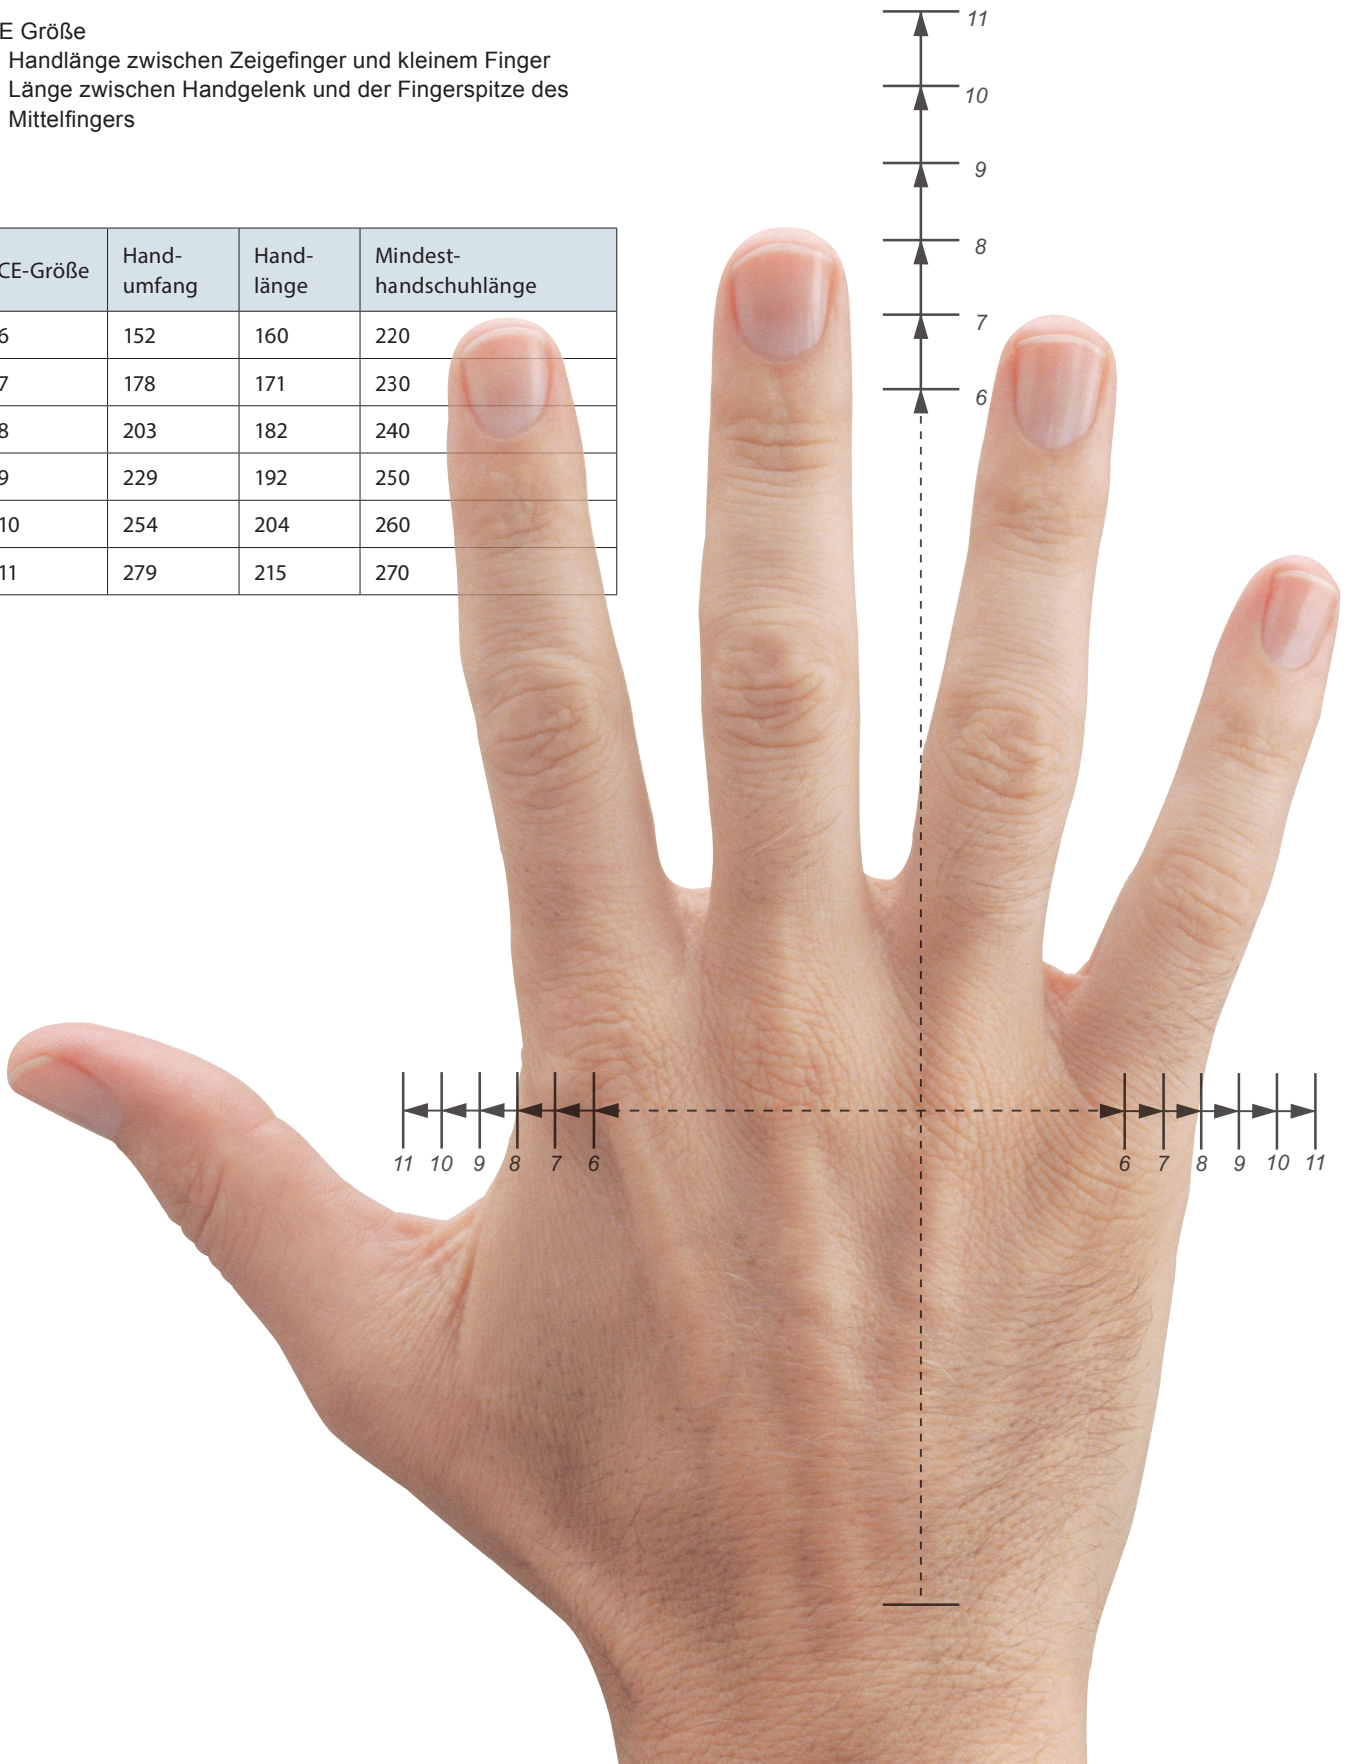 E Größe
Handlänge zwischen Zeigefinger und kleinem Finger
Länge zwischen Handgelenk und der Fingerspitze des
Mittelfingers
CE-Größe Hand-umfang Hand-länge Mindest-handschuhlänge
6 152 160 220
7 178 171 230
8 203 182 240
9 229 192 250
10 254 204 260
11 279 215 270
11
10
9
8
7
6
11 10 9 8 7 6 6 7 8 9 10 11